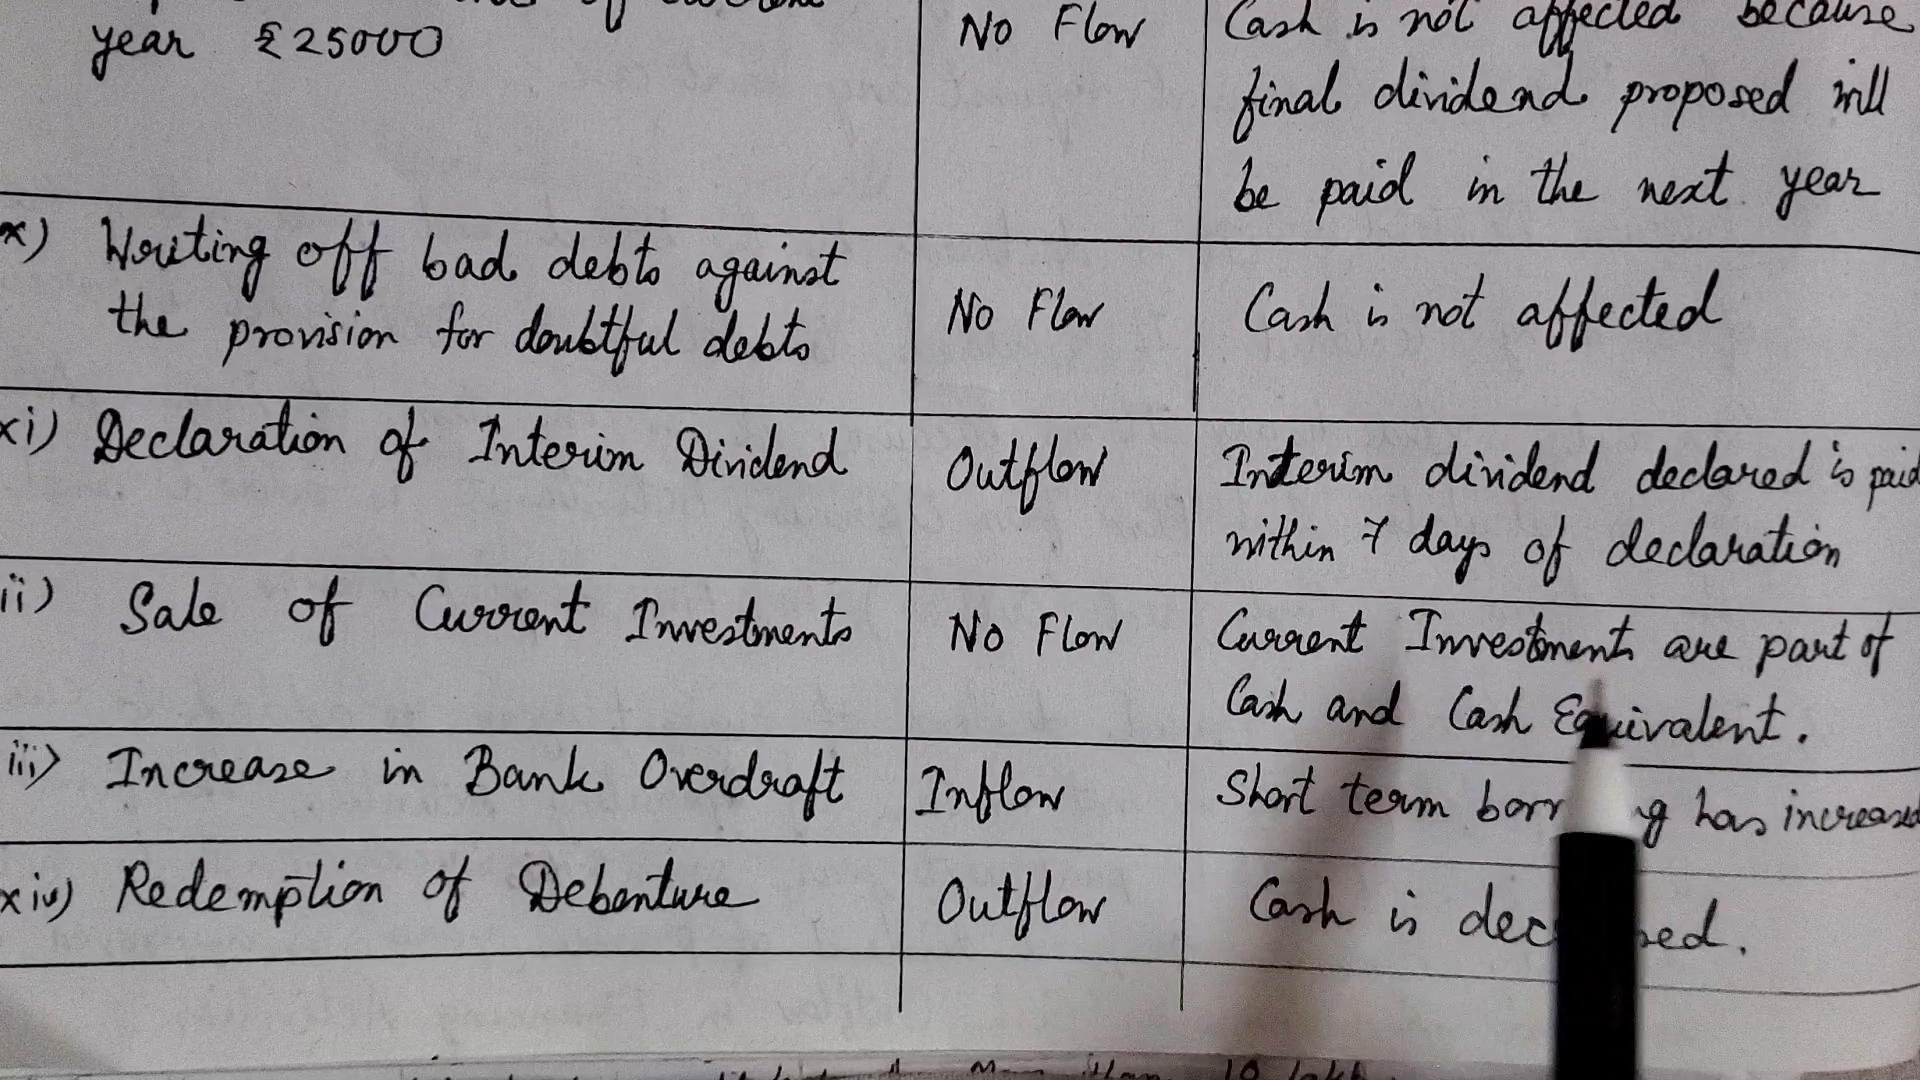 year ₹25000
No Flow
Cash is not affected because
final dividend proposed will
be paid in the next year
x) Writing off bad debts against
the provision for doubtful debts
No Flow
Cash is not affected
xi) Declaration of Interim Dividend
Outflow
Interim dividend declared is paid
within 7 days of declaration
ii) Sale of Current Investments
No Flow
Current Investments are part of
Cash and Cash Equivalent.
iii) Increase in Bank Overdraft
Inflow
Short term has increased
xiv) Redemption of Debenture
Outflow
Cash is